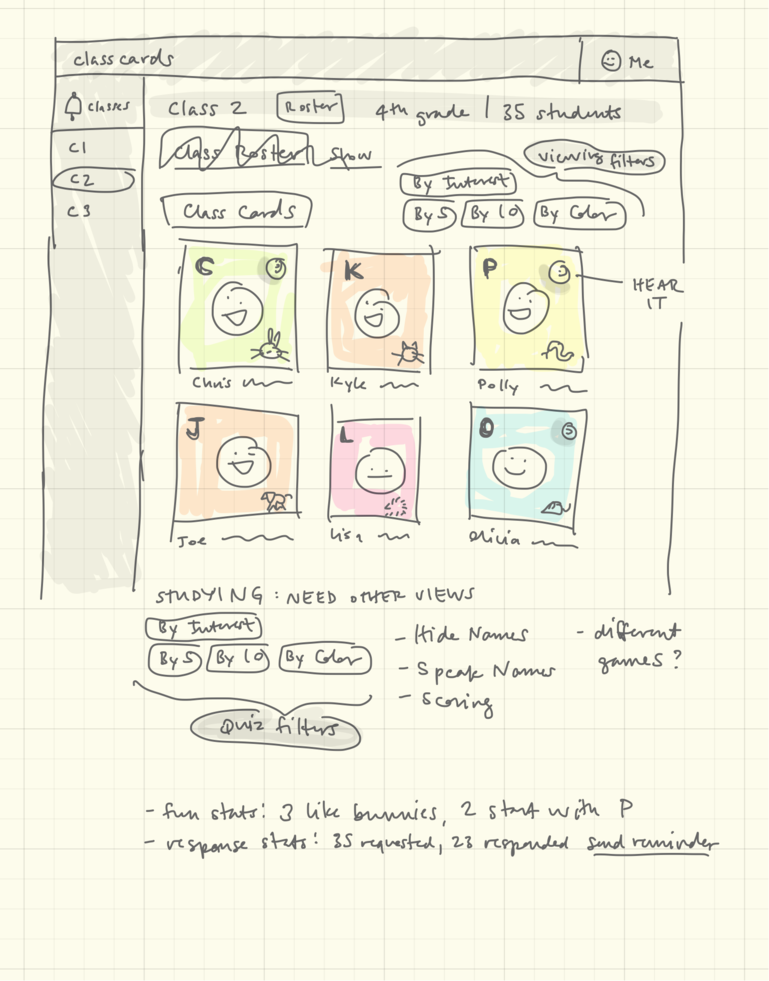 classcards
Me
classes
Class 2 Roster 4th grade | 35 students
C1
C2
C3
Class Roster Show
viewing filters
By Interest
By 5 By 10 By Color
Class Cards
C K P
HEAR
IT
Chris Kyle Polly
J L O
Joe Lisa Olicia
STUDYING: NEED OTHER VIEWS
By Interest
By 5 By 10 By Color
Quiz filters
- Hide Names
- Speak Names
- Scoring
- different
games?
- fun stats: 3 like bunnies, 2 start with P
- response stats: 35 requested, 23 responded send reminder